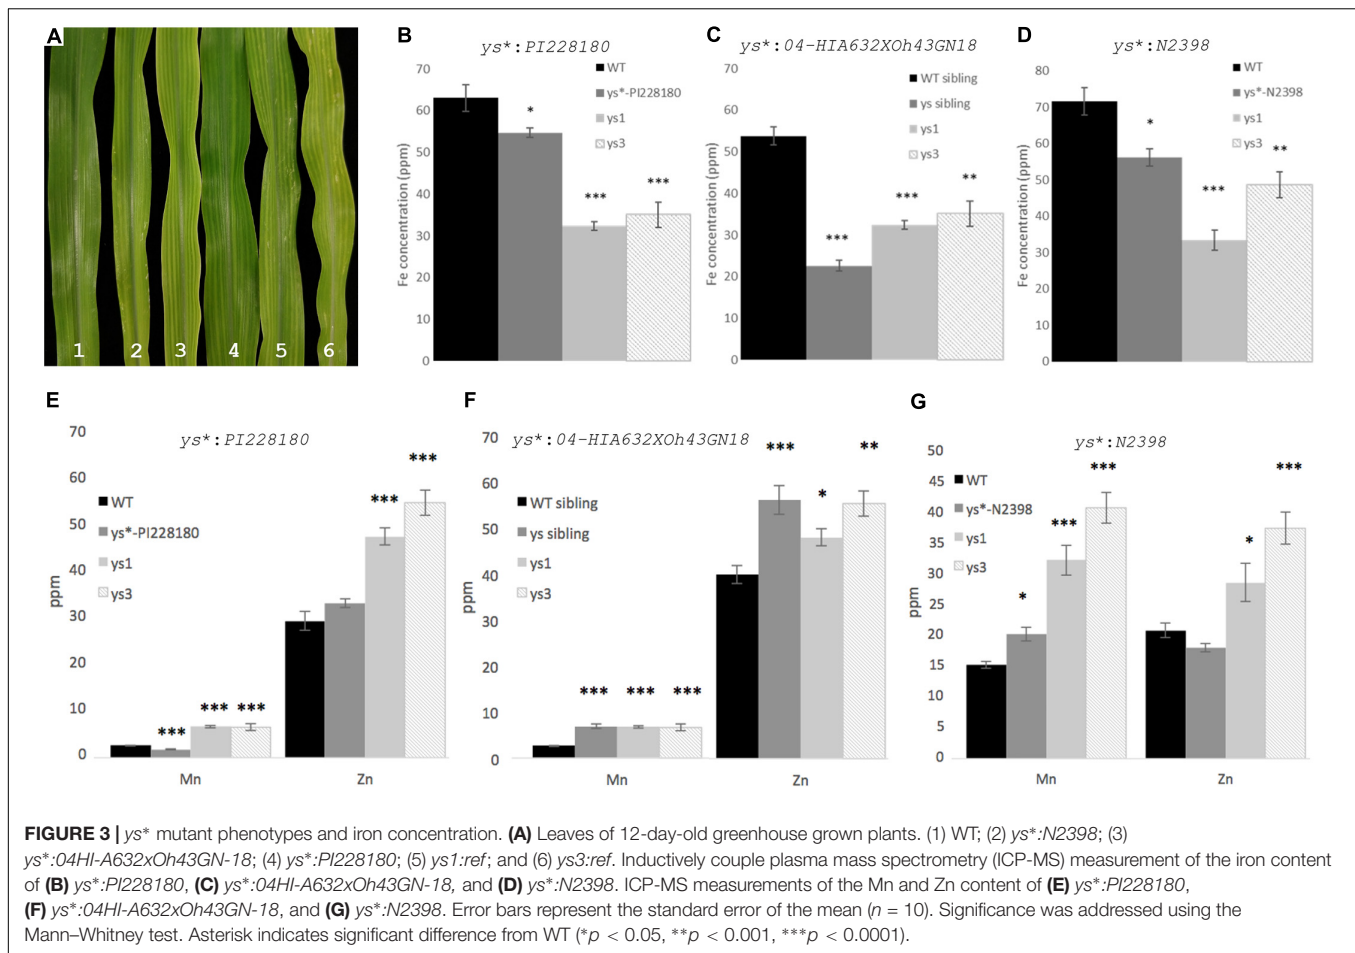 A
1 2 3 4 5 6
B
ys*:PI228180
WT
ys*-PI228180
ys1
ys3
Fe concentration (ppm)
70
60
50
40
30
20
10
0
*
***
***
C
ys*:04-HIA632XOh43GN18
WT sibling
ys sibling
ys1
ys3
Fe concentration (ppm)
70
60
50
40
30
20
10
0
***
***
**
D
ys*:N2398
WT
ys*-N2398
ys1
ys3
Fe concentration (ppm)
80
70
60
50
40
30
20
10
0
*
***
**
E
ys*:PI228180
WT
ys*-PI228180
ys1
ys3
ppm
70
60
50
40
30
20
10
0
*** *** ***
*** ***
Mn Zn
F
ys*:04-HIA632XOh43GN18
WT sibling
ys sibling
ys1
ys3
ppm
70
60
50
40
30
20
10
0
*** *** ***
*** * **
Mn Zn
G
ys*:N2398
WT
ys*-N2398
ys1
ys3
ppm
50
45
40
35
30
25
20
15
10
5
0
* *** ***
* ***
Mn Zn
FIGURE 3 | ys* mutant phenotypes and iron concentration. (A) Leaves of 12-day-old greenhouse grown plants. (1) WT; (2) ys*:N2398; (3)
ys*:04HI-A632xOh43GN-18; (4) ys*:PI228180; (5) ys1:ref; and (6) ys3:ref. Inductively couple plasma mass spectrometry (ICP-MS) measurement of the iron content
of (B) ys*:PI228180, (C) ys*:04HI-A632xOh43GN-18, and (D) ys*:N2398. ICP-MS measurements of the Mn and Zn content of (E) ys*:PI228180,
(F) ys*:04HI-A632xOh43GN-18, and (G) ys*:N2398. Error bars represent the standard error of the mean (n = 10). Significance was addressed using the
Mann–Whitney test. Asterisk indicates significant difference from WT (*p < 0.05, **p < 0.001, ***p < 0.0001).